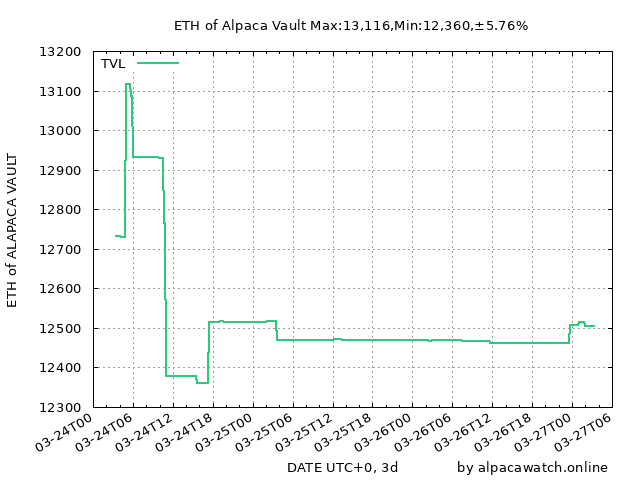 ETH of Alpaca Vault Max:13,116,Min:12,360,±5.76%
TVL
13200
13100
13000
12900
12800
12700
12600
12500
12400
12300
ETH of ALAPACA VAULT
03-24T00
03-24T06
03-24T12
03-24T18
03-25T00
03-25T06
03-25T12
03-25T18
03-26T00
03-26T06
03-26T12
03-26T18
03-27T00
03-27T06
DATE UTC+0, 3d
by alpacawatch.online